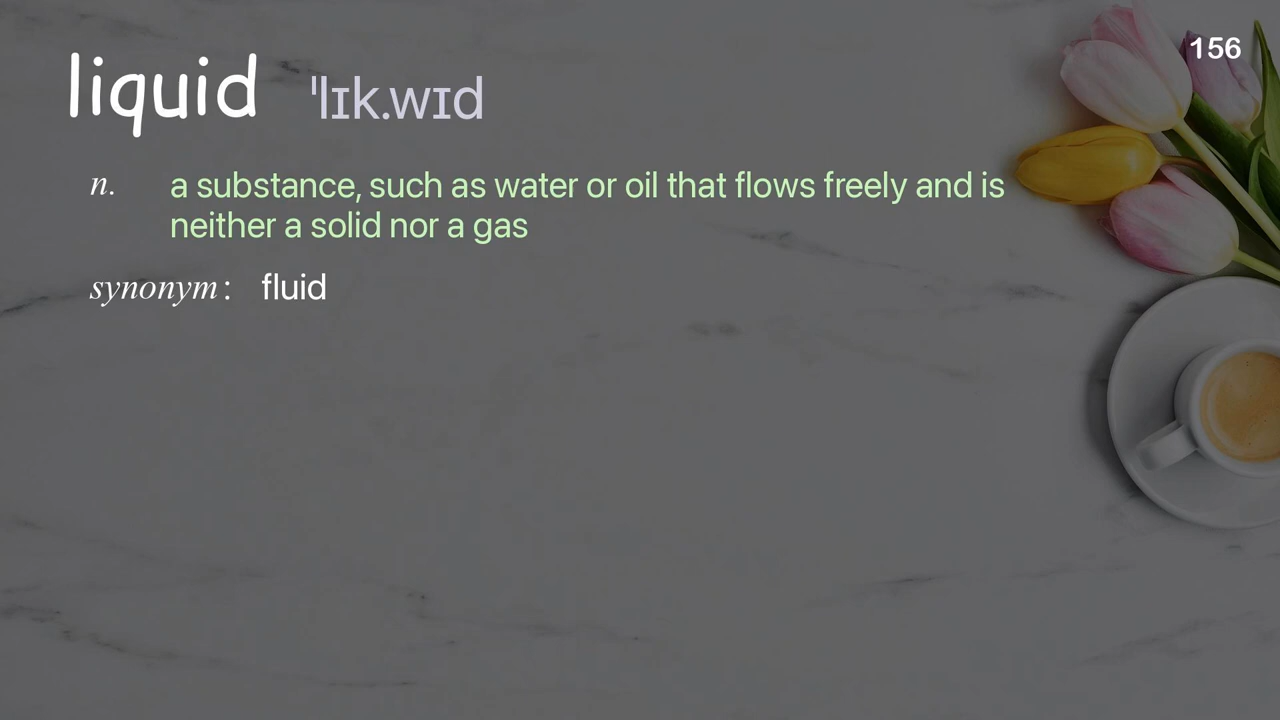 156
liquid ˈlɪk.wɪd
n. a substance, such as water or oil that flows freely and is
neither a solid nor a gas
synonym: fluid